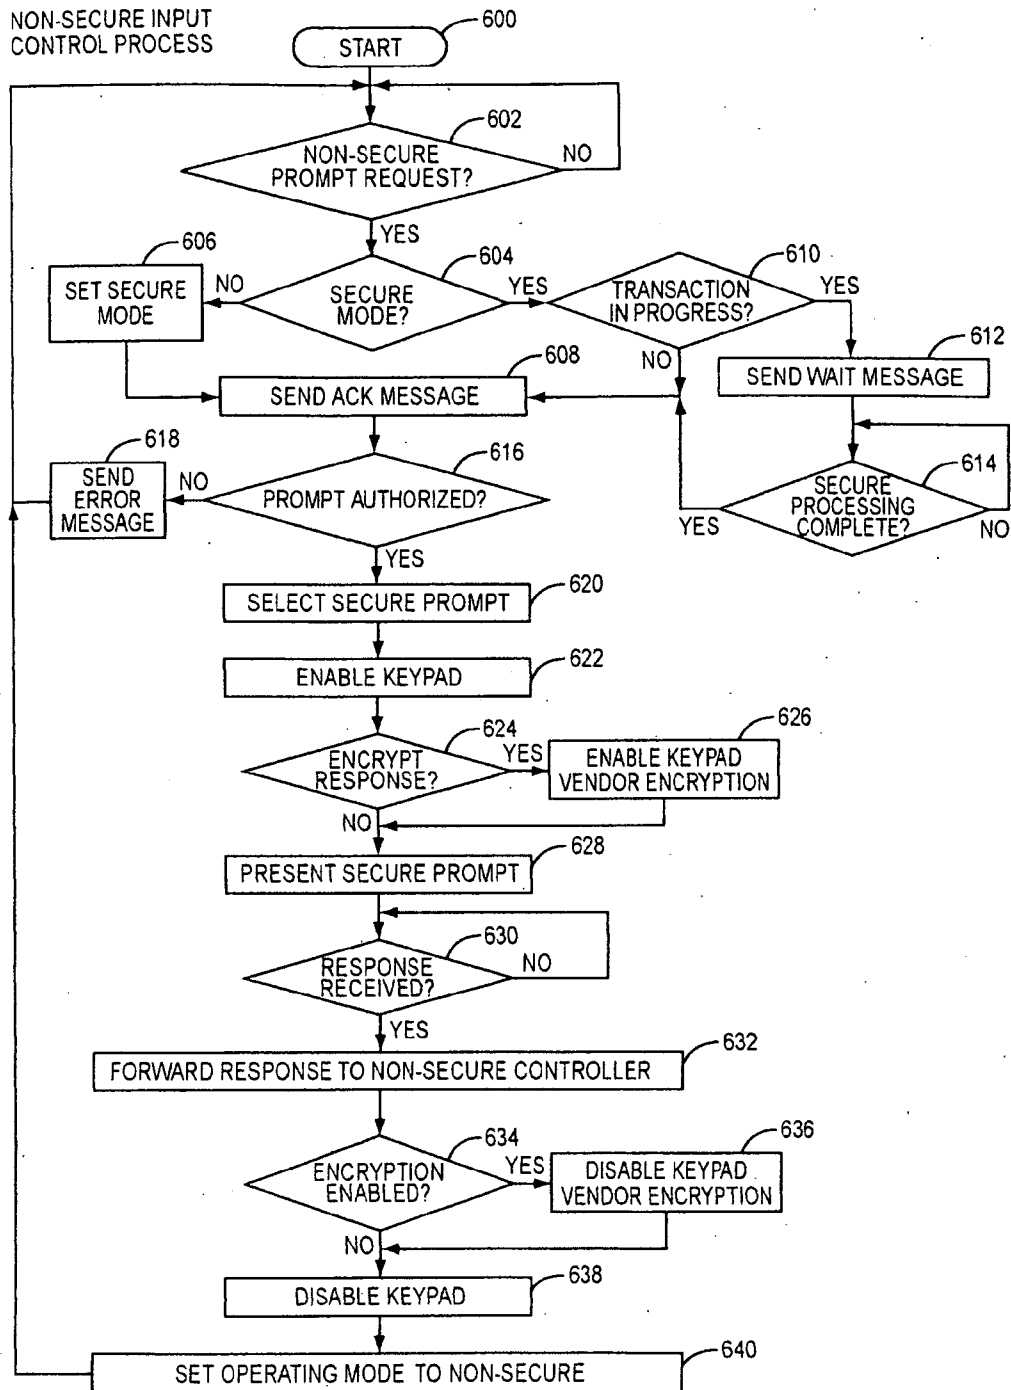 NON-SECURE INPUT
CONTROL PROCESS
600
START
602
NON-SECURE
PROMPT REQUEST?
NO
YES
606
604
610
SET SECURE
MODE
NO
SECURE
MODE?
YES
TRANSACTION
IN PROGRESS?
YES
612
608
NO
SEND WAIT MESSAGE
SEND ACK MESSAGE
618
616
614
SEND
ERROR
MESSAGE
NO
PROMPT AUTHORIZED?
SECURE
PROCESSING
COMPLETE?
YES
NO
YES
620
SELECT SECURE PROMPT
622
ENABLE KEYPAD
624
626
ENCRYPT
RESPONSE?
YES
ENABLE KEYPAD
VENDOR ENCRYPTION
NO
628
PRESENT SECURE PROMPT
630
RESPONSE
RECEIVED?
NO
YES
632
FORWARD RESPONSE TO NON-SECURE CONTROLLER
634
636
ENCRYPTION
ENABLED?
YES
DISABLE KEYPAD
VENDOR ENCRYPTION
NO
638
DISABLE KEYPAD
640
SET OPERATING MODE TO NON-SECURE